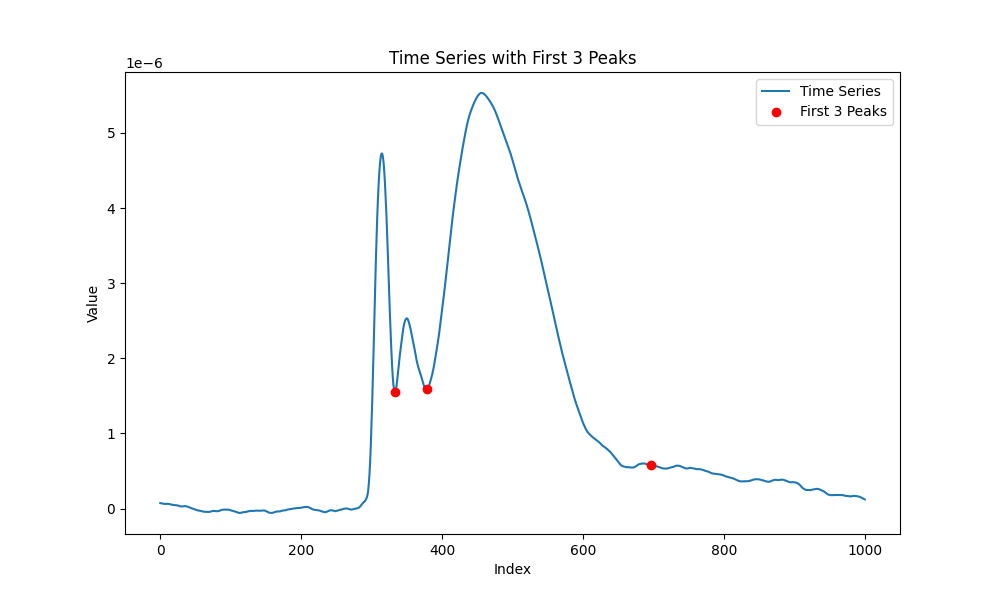 Time Series with First 3 Peaks
1e−6
Time Series
First 3 Peaks
5
4
3
2
1
0
Value
0 200 400 600 800 1000
Index